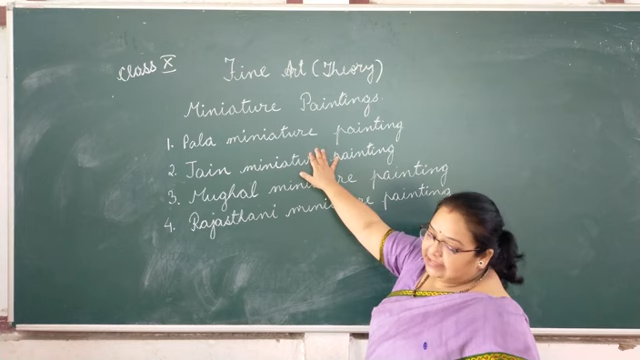 Class X
Fine Art (Theory)
Miniature Paintings.
1. Pala miniature painting
2. Jain miniature painting
3. Mughal miniature painting
4. Rajasthani miniature painting